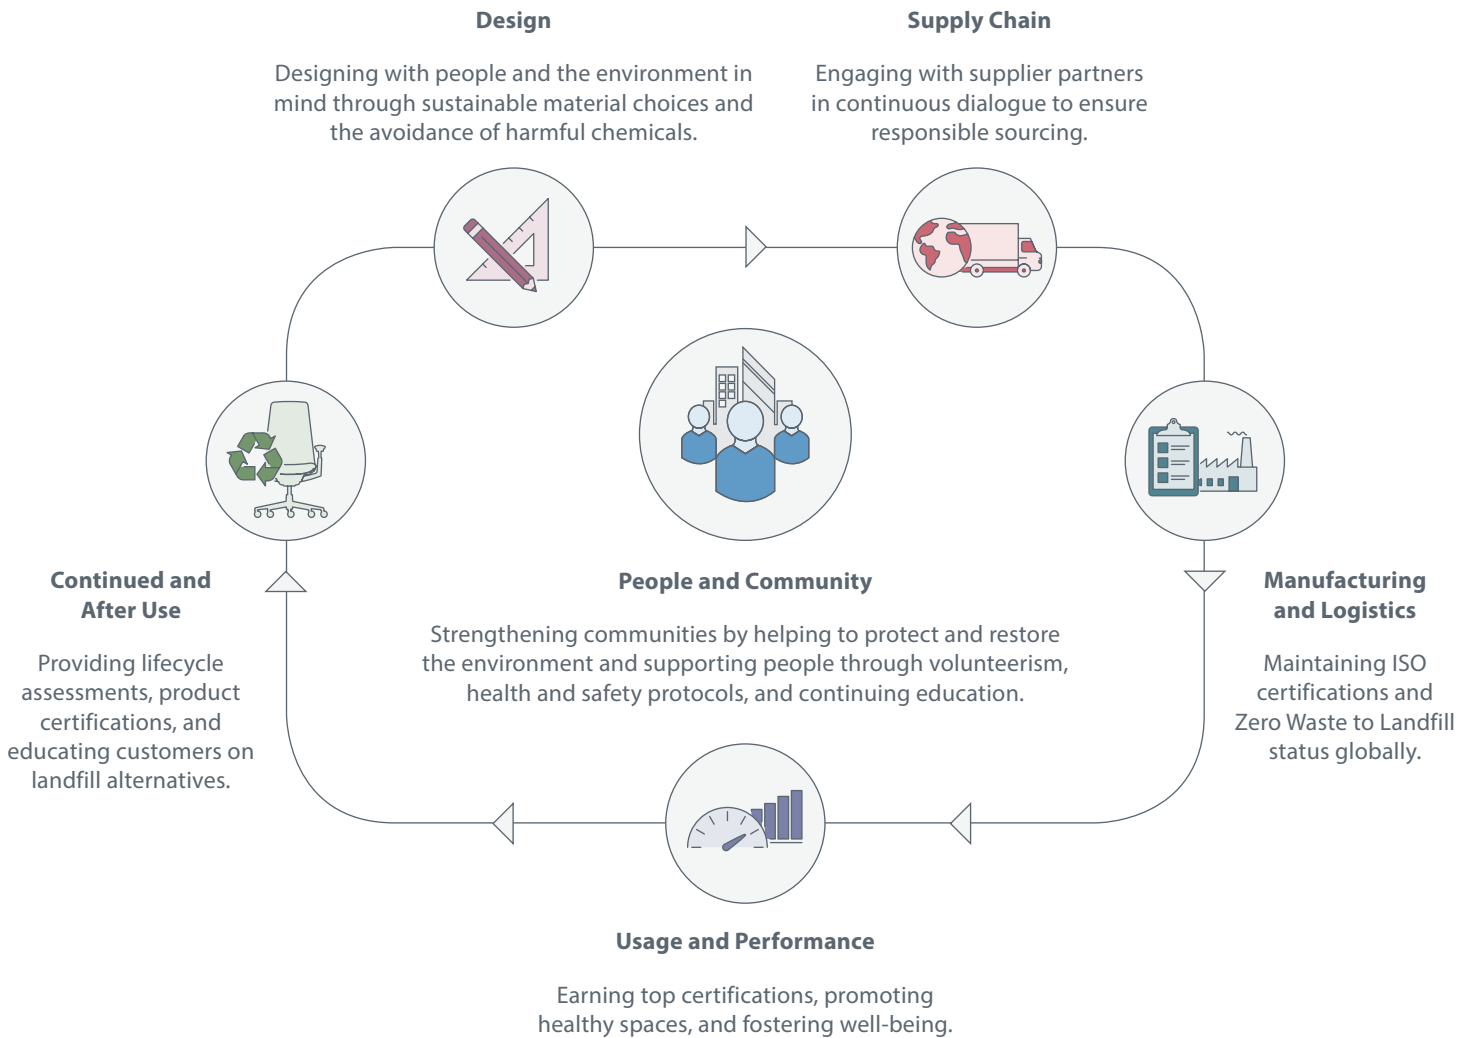 Design
Designing with people and the environment in
mind through sustainable material choices and
the avoidance of harmful chemicals.
Supply Chain
Engaging with supplier partners
in continuous dialogue to ensure
responsible sourcing.
Continued and
After Use
Providing lifecycle
assessments, product
certifications, and
educating customers on
landfill alternatives.
People and Community
Strengthening communities by helping to protect and restore
the environment and supporting people through volunteerism,
health and safety protocols, and continuing education.
Manufacturing
and Logistics
Maintaining ISO
certifications and
Zero Waste to Landfill
status globally.
Usage and Performance
Earning top certifications, promoting
healthy spaces, and fostering well-being.